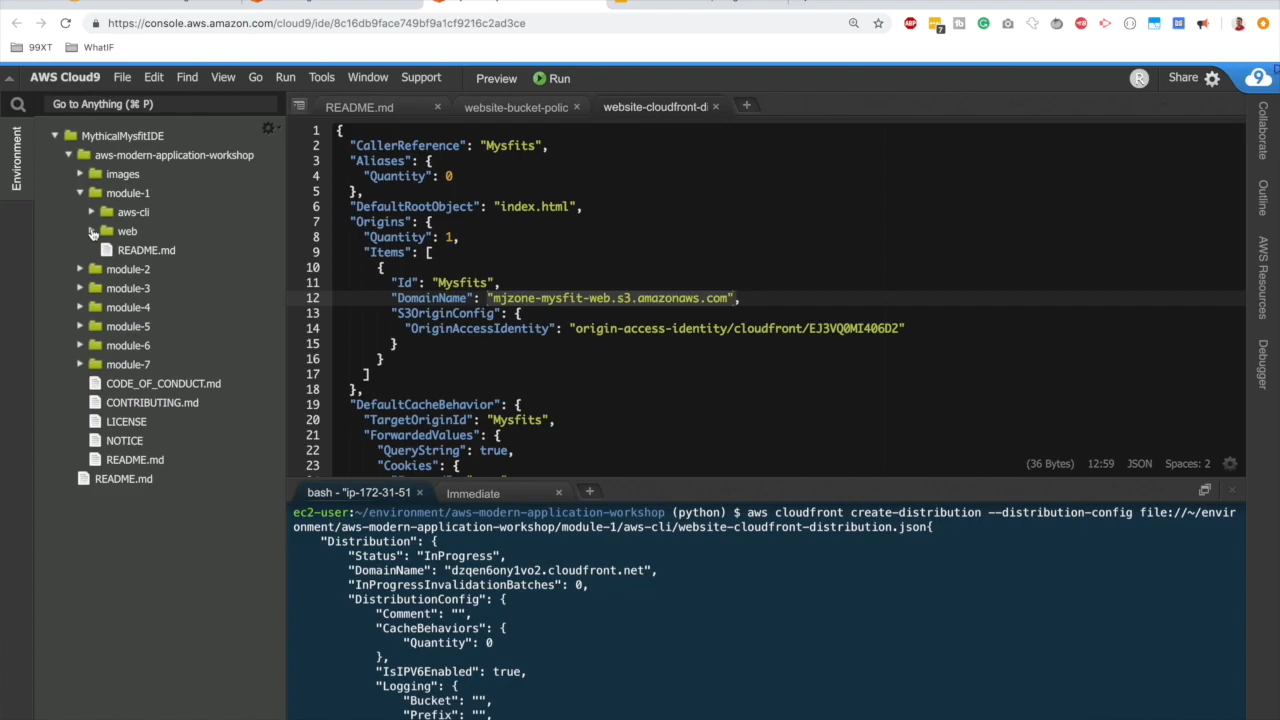 https://console.aws.amazon.com/cloud9/ide/8c16db9face749bf9a1cf9216c2ad3ce
ABP
7
99XT
WhatIF
AWS Cloud9 File Edit Find View Go Run Tools Window Support Preview Run
R
Share
9
Go to Anything (⌘ P)
README.md
website-bucket-polic
website-cloudfront-di
Environment
MythicalMysfitIDE
aws-modern-application-workshop
images
module-1
aws-cli
web
README.md
module-2
module-3
module-4
module-5
module-6
module-7
CODE_OF_CONDUCT.md
CONTRIBUTING.md
LICENSE
NOTICE
README.md
README.md
1 {
2 "CallerReference": "Mysfits",
3 "Aliases": {
4 "Quantity": 0
5 },
6 "DefaultRootObject": "index.html",
7 "Origins": {
8 "Quantity": 1,
9 "Items": [
10 {
11 "Id": "Mysfits",
12 "DomainName": "mjzone-mysfit-web.s3.amazonaws.com",
13 "S3OriginConfig": {
14 "OriginAccessIdentity": "origin-access-identity/cloudfront/EJ3VQ0MI406D2"
15 }
16 }
17 ]
18 },
19 "DefaultCacheBehavior": {
20 "TargetOriginId": "Mysfits",
21 "ForwardedValues": {
22 "QueryString": true,
23 "Cookies": {
(36 Bytes) 12:59 JSON Spaces: 2
Collaborate
Outline
AWS Resources
Debugger
bash - "ip-172-31-51
Immediate
ec2-user:~/environment/aws-modern-application-workshop (python) $ aws cloudfront create-distribution --distribution-config file://~/envir
onment/aws-modern-application-workshop/module-1/aws-cli/website-cloudfront-distribution.json{
"Distribution": {
"Status": "InProgress",
"DomainName": "dzqen6ony1vo2.cloudfront.net",
"InProgressInvalidationBatches": 0,
"DistributionConfig": {
"Comment": "",
"CacheBehaviors": {
"Quantity": 0
},
"IsIPV6Enabled": true,
"Logging": {
"Bucket": "",
"Prefix": "",